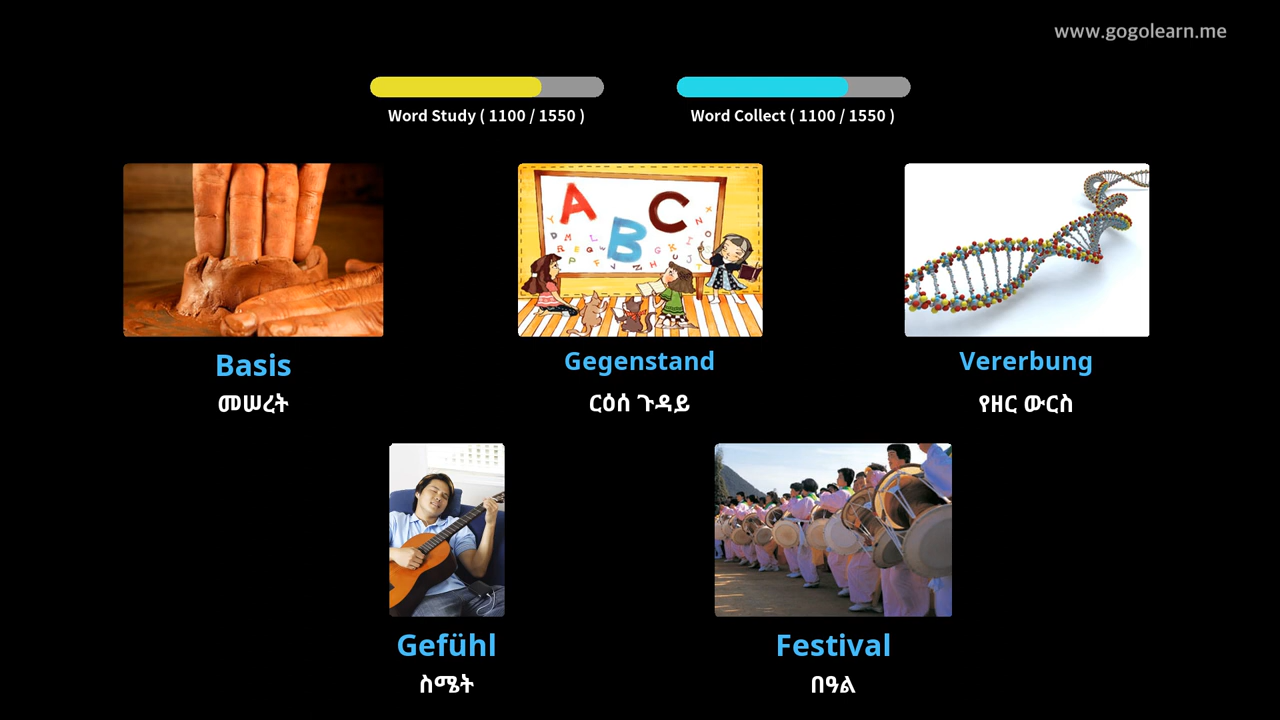 www.gogolearn.me
Word Study ( 1100 / 1550 )
Word Collect ( 1100 / 1550 )
A B C
Basis
Gegenstand
Vererbung
መሠረት
ርዕሰ ጉዳይ
የዘር ውርስ
Gefühl
Festival
ስሜት
በዓል